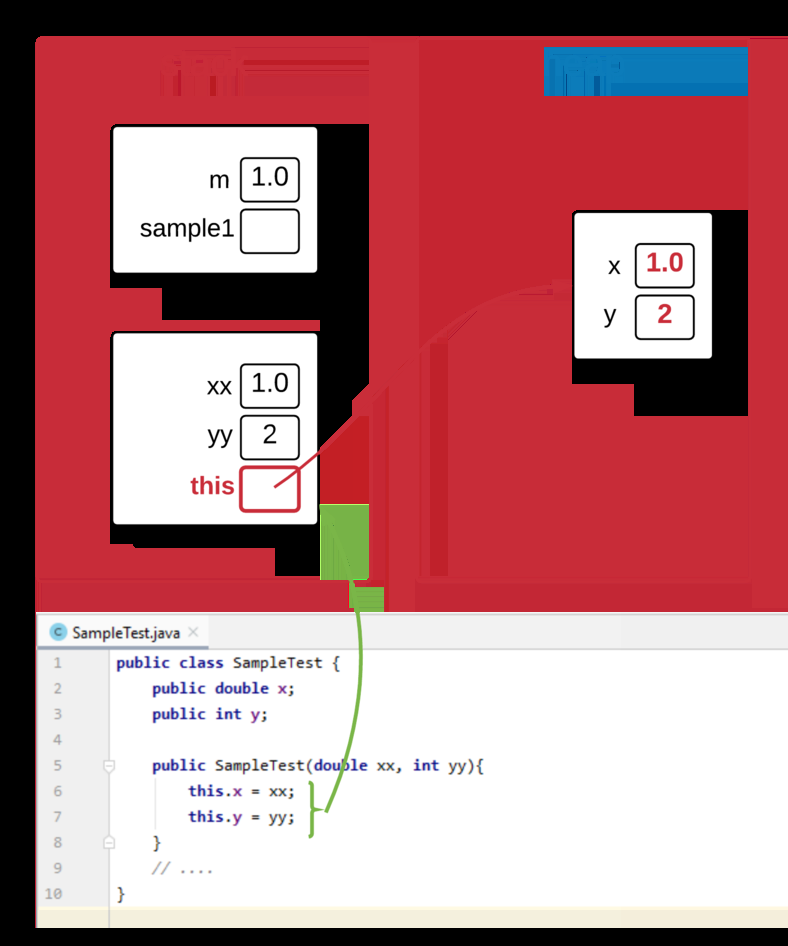 m 1.0
sample1
x 1.0
y 2
xx 1.0
yy 2
this
C SampleTest.java ×
1 public class SampleTest {
2 public double x;
3 public int y;
4
5 public SampleTest(double xx, int yy){
6 this.x = xx;
7 this.y = yy;
8 }
9 // ....
10 }